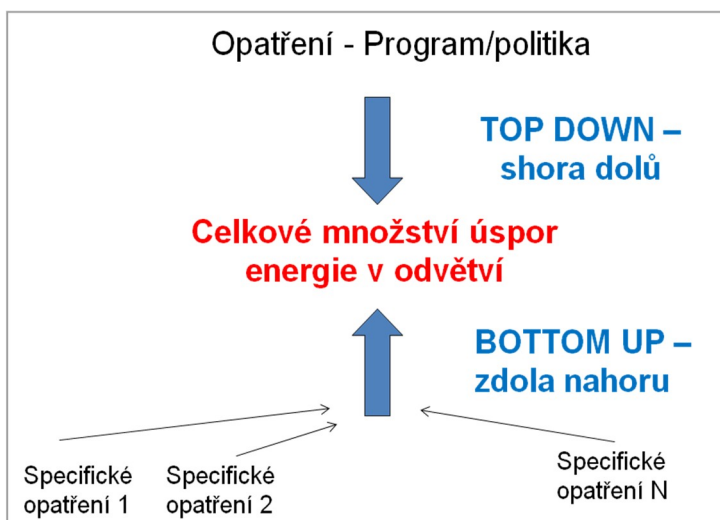 Opatření - Program/politika
TOP DOWN –
shora dolů
Celkové množství úspor
energie v odvětví
BOTTOM UP –
zdola nahoru
Specifické
opatření 1
Specifické
opatření 2
Specifické
opatření N